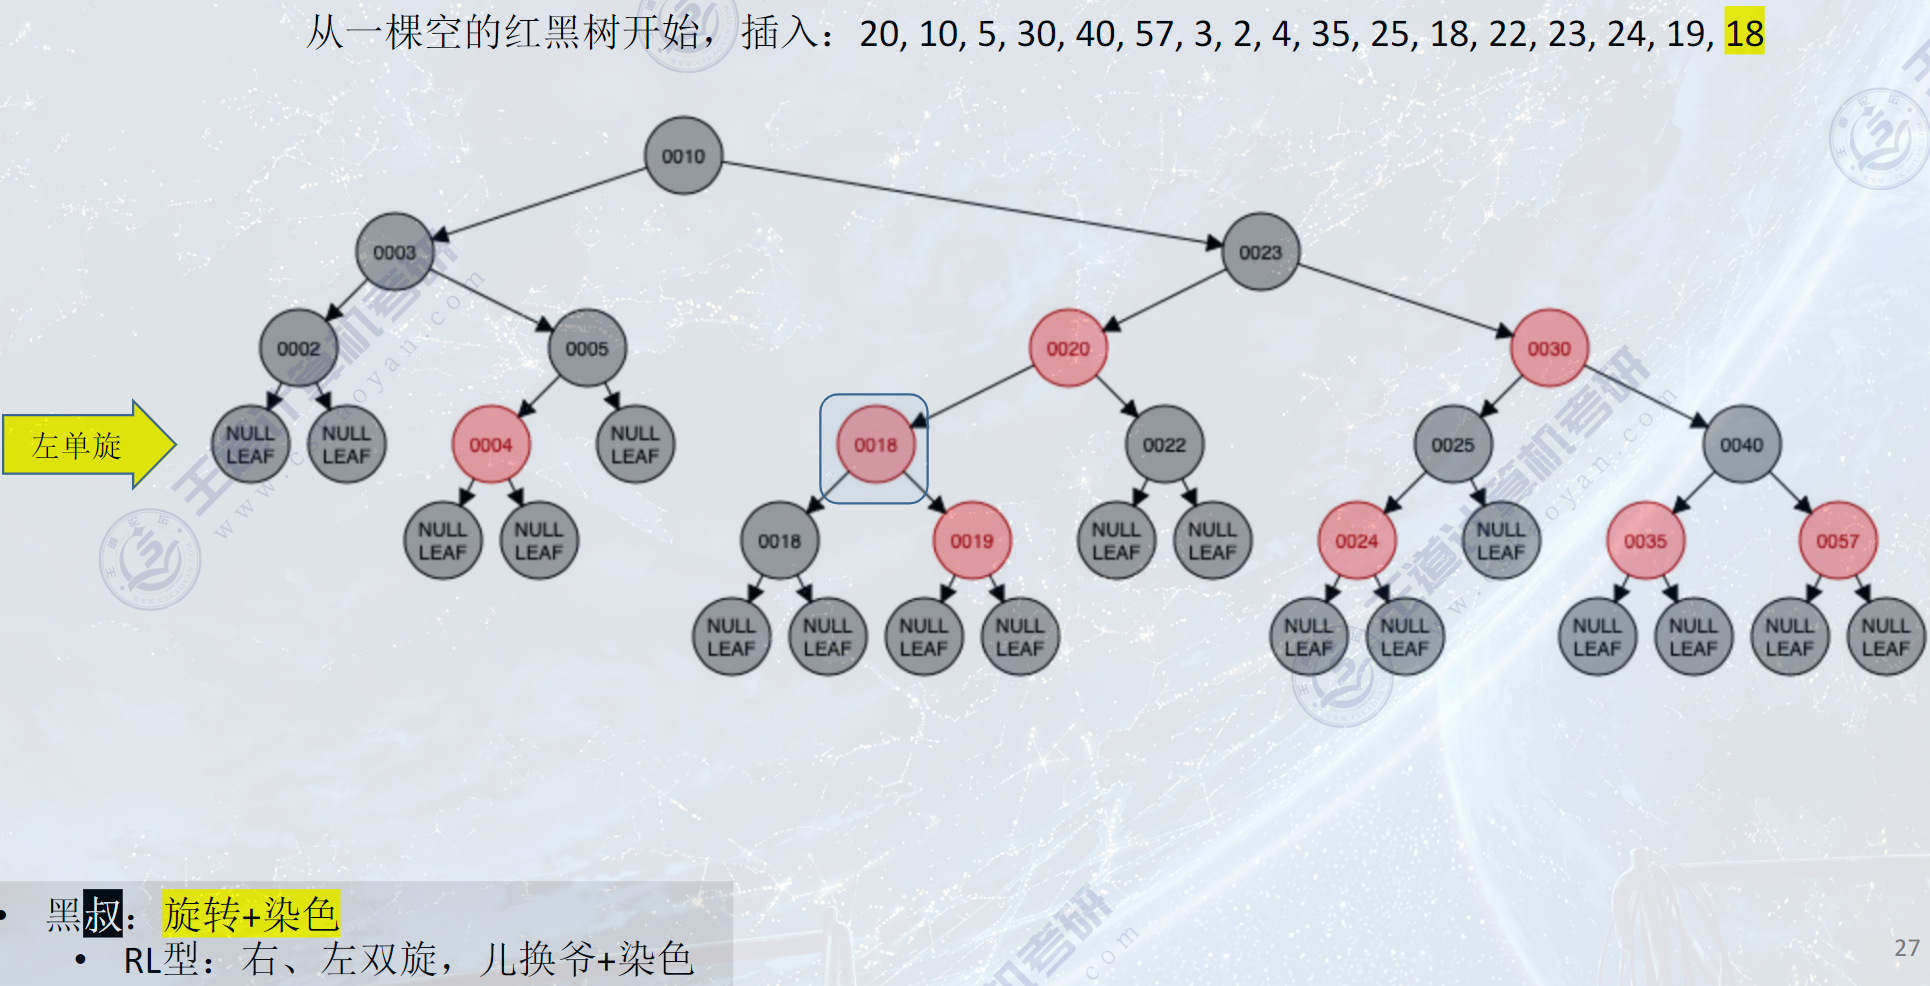 从一棵空的红黑树开始，插入：20, 10, 5, 30, 40, 57, 3, 2, 4, 35, 25, 18, 22, 23, 24, 19, 18
0010
0003
0023
0002
0005
0020
0030
左单旋
NULL LEAF
NULL LEAF
0004
NULL LEAF
0018
0022
0025
0040
NULL LEAF
NULL LEAF
0018
0019
NULL LEAF
NULL LEAF
0024
NULL LEAF
0035
0057
NULL LEAF
NULL LEAF
NULL LEAF
NULL LEAF
NULL LEAF
NULL LEAF
NULL LEAF
NULL LEAF
NULL LEAF
NULL LEAF
• 黑叔：旋转+染色
• RL型：右、左双旋，儿换爷+染色
27